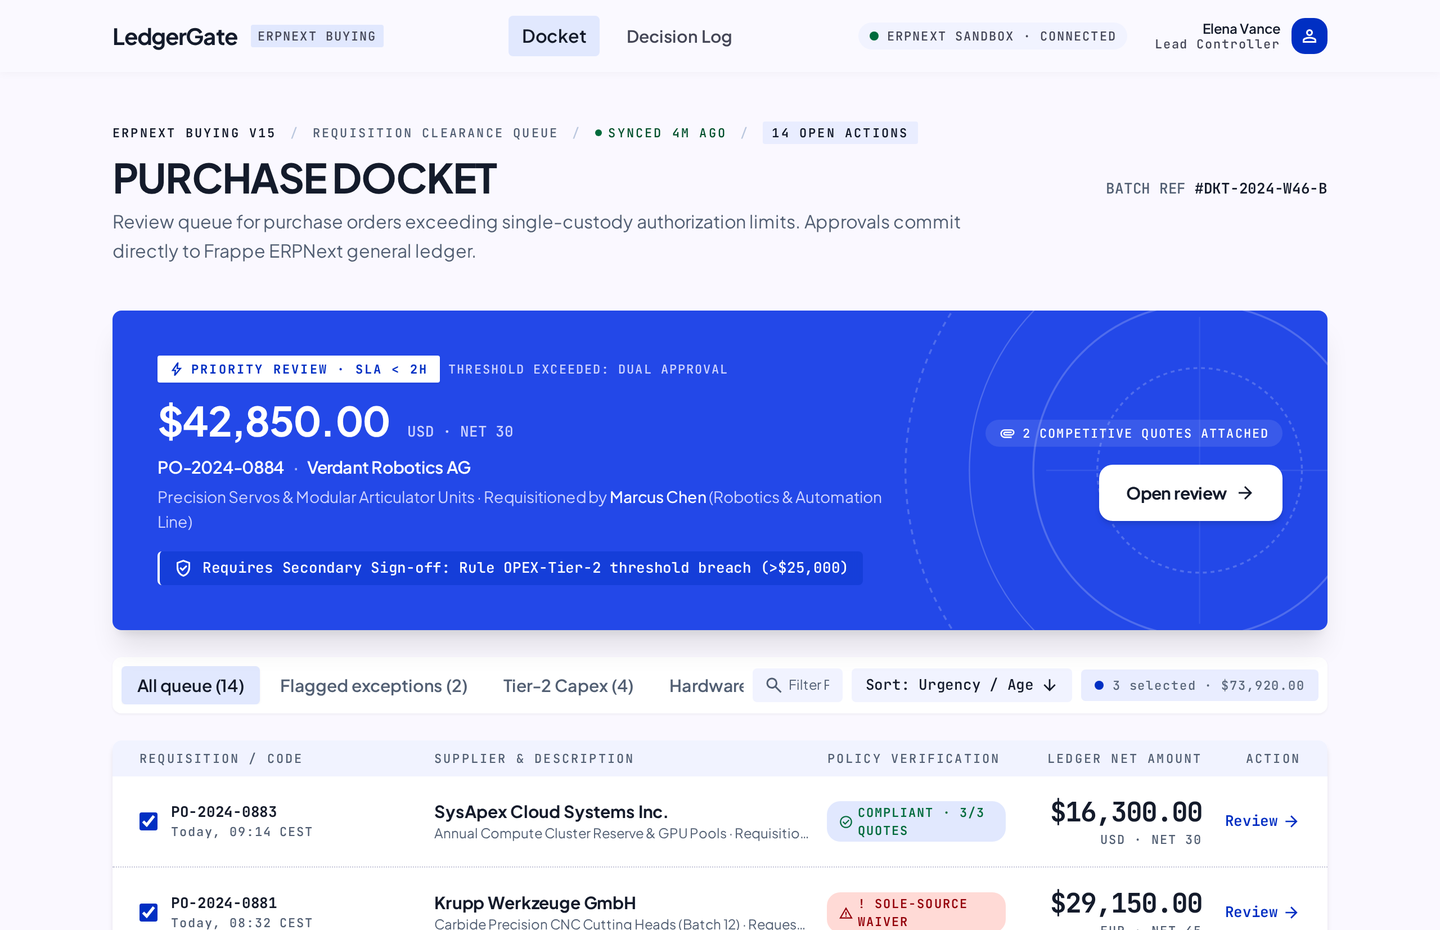 LedgerGate ERPNEXT BUYING Docket Decision Log ERPNEXT SANDBOX · CONNECTED Elena Vance
Lead Controller
ERPNEXT BUYING V15 / REQUISITION CLEARANCE QUEUE / SYNCED 4M AGO / 14 OPEN ACTIONS
PURCHASE DOCKET
BATCH REF #DKT-2024-W46-B
Review queue for purchase orders exceeding single-custody authorization limits. Approvals commit
directly to Frappe ERPNext general ledger.
PRIORITY REVIEW · SLA < 2H THRESHOLD EXCEEDED: DUAL APPROVAL
$42,850.00 USD · NET 30
2 COMPETITIVE QUOTES ATTACHED
PO-2024-0884 · Verdant Robotics AG
Open review
Precision Servos & Modular Articulator Units · Requisitioned by Marcus Chen (Robotics & Automation
Line)
Requires Secondary Sign-off: Rule OPEX-Tier-2 threshold breach (>$25,000)
All queue (14) Flagged exceptions (2) Tier-2 Capex (4) Hardware Filter Sort: Urgency / Age 3 selected · $73,920.00
REQUISITION / CODE SUPPLIER & DESCRIPTION POLICY VERIFICATION LEDGER NET AMOUNT ACTION
PO-2024-0883
Today, 09:14 CEST
SysApex Cloud Systems Inc.
Annual Compute Cluster Reserve & GPU Pools · Requisitio…
COMPLIANT · 3/3
QUOTES
$16,300.00
USD · NET 30
Review
PO-2024-0881
Today, 08:32 CEST
Krupp Werkzeuge GmbH
Carbide Precision CNC Cutting Heads (Batch 12) · Reques…
! SOLE-SOURCE
WAIVER
$29,150.00
Review